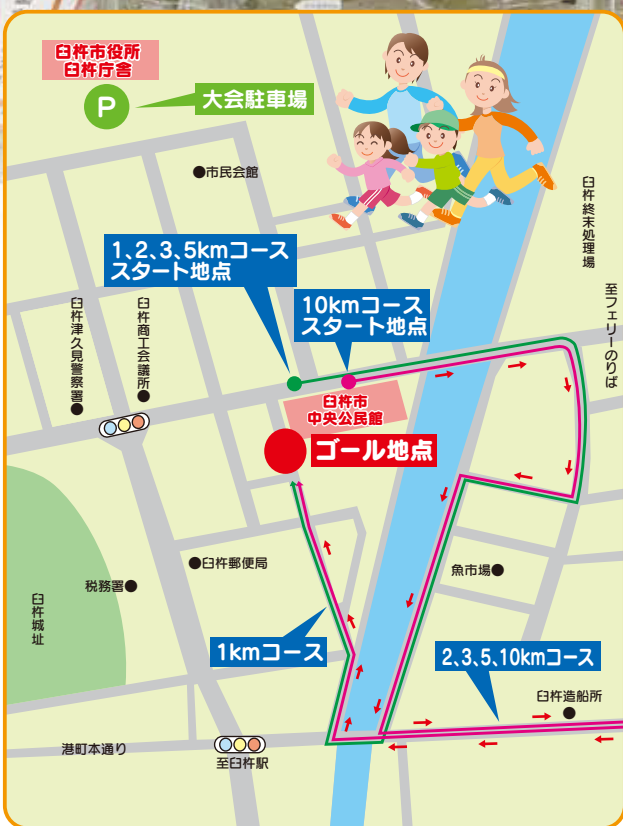 臼杵市役所
臼杵庁舎
P
大会駐車場
●市民会館
臼杵終末処理場
至フェリーのりば
1、2、3、5kmコース
スタート地点
10kmコース
スタート地点
臼杵津久見警察署●
臼杵商工会議所●
臼杵市
中央公民館
ゴール地点
●臼杵郵便局
魚市場●
税務署●
臼杵城址
1kmコース
2、3、5、10kmコース
臼杵造船所
港町本通り
至臼杵駅